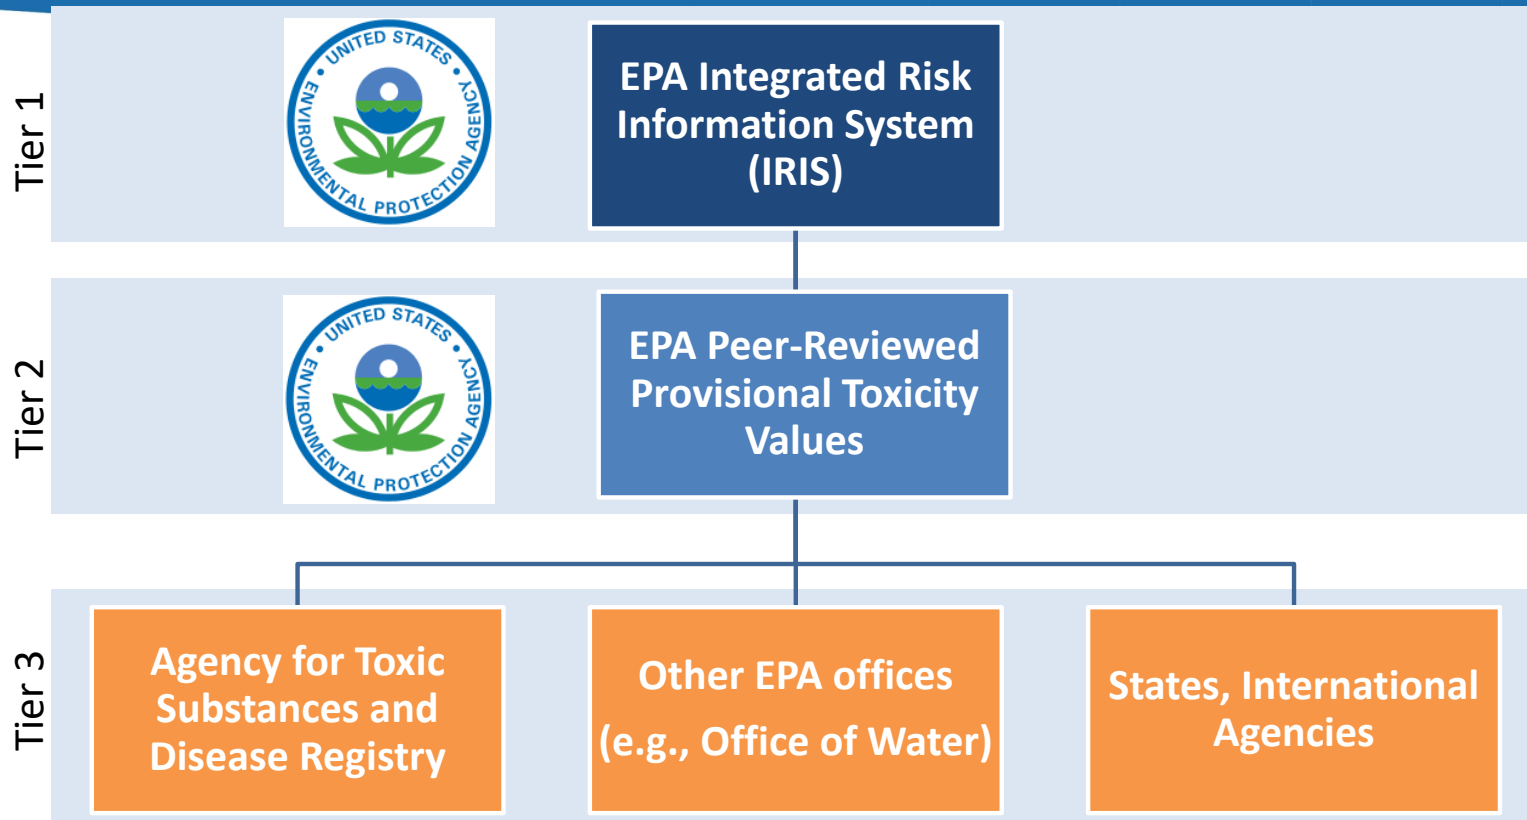 Tier 1
UNITED STATES
ENVIRONMENTAL PROTECTION AGENCY
EPA Integrated Risk
Information System
(IRIS)
Tier 2
UNITED STATES
ENVIRONMENTAL PROTECTION AGENCY
EPA Peer-Reviewed
Provisional Toxicity
Values
Tier 3
Agency for Toxic
Substances and
Disease Registry
Other EPA offices
(e.g., Office of Water)
States, International
Agencies